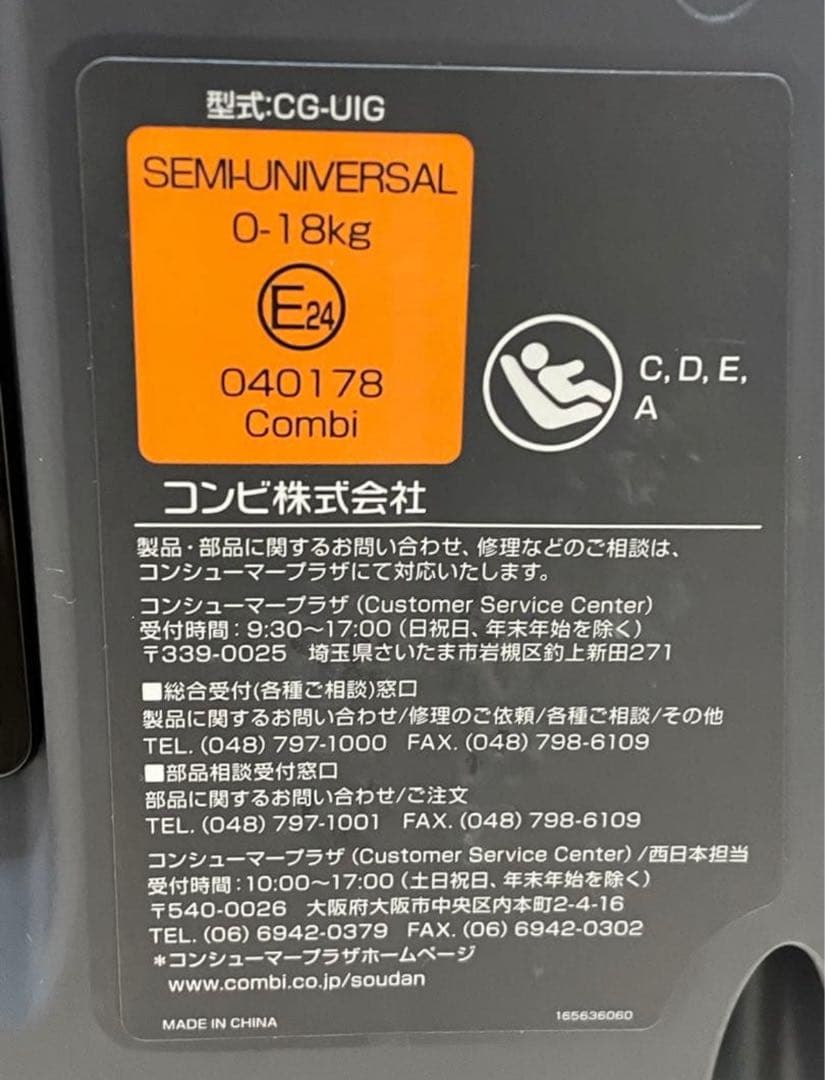 型式:CG-UIG
SEMI-UNIVERSAL
0-18kg
E24
040178
Combi
C, D, E,
A
コンビ株式会社
製品・部品に関するお問い合わせ、修理などのご相談は、
コンシューマープラザにて対応いたします。
コンシューマープラザ (Customer Service Center)
受付時間：9:30～17:00 (日祝日、年末年始を除く)
〒339-0025 埼玉県さいたま市岩槻区釣上新田271
■総合受付(各種ご相談)窓口
製品に関するお問い合わせ/修理のご依頼/各種ご相談/その他
TEL. (048) 797-1000 FAX. (048) 798-6109
■部品相談受付窓口
部品に関するお問い合わせ/ご注文
TEL. (048) 797-1001 FAX. (048) 798-6109
コンシューマープラザ (Customer Service Center) /西日本担当
受付時間：10:00～17:00 (土日祝日、年末年始を除く)
〒540-0026 大阪府大阪市中央区内本町2-4-16
TEL. (06) 6942-0379 FAX. (06) 6942-0302
*コンシューマープラザホームページ
www.combi.co.jp/soudan
MADE IN CHINA
165636060